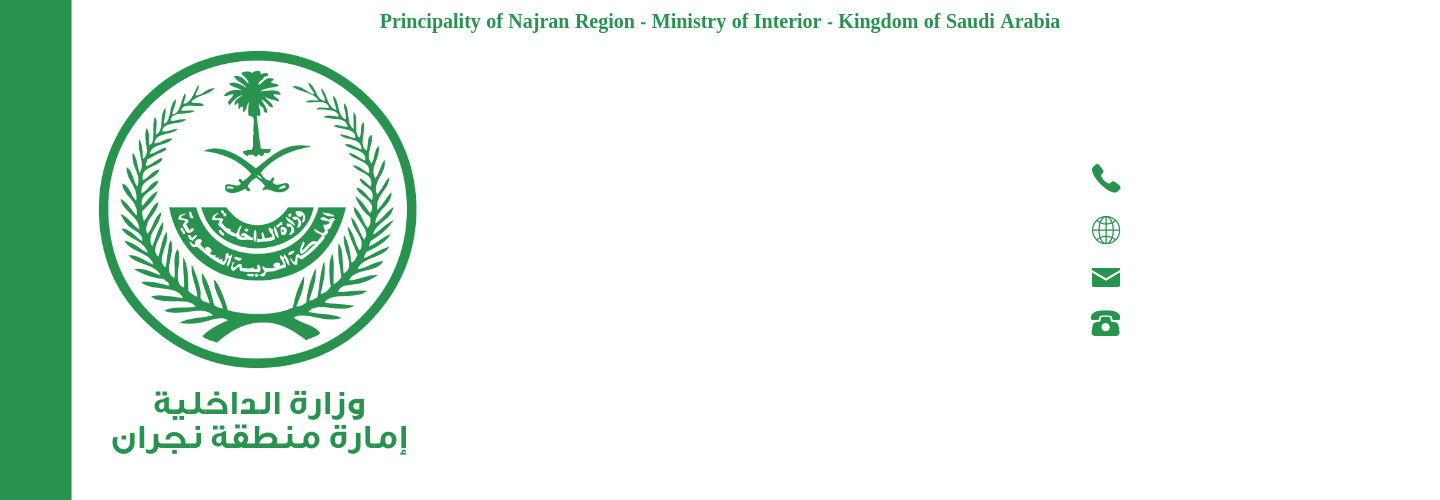 Principality of Najran Region - Ministry of Interior - Kingdom of Saudi Arabia
وزارة الداخلية
المملكة العربية السعودية
وزارة الداخلية
إمارة منطقة نجران